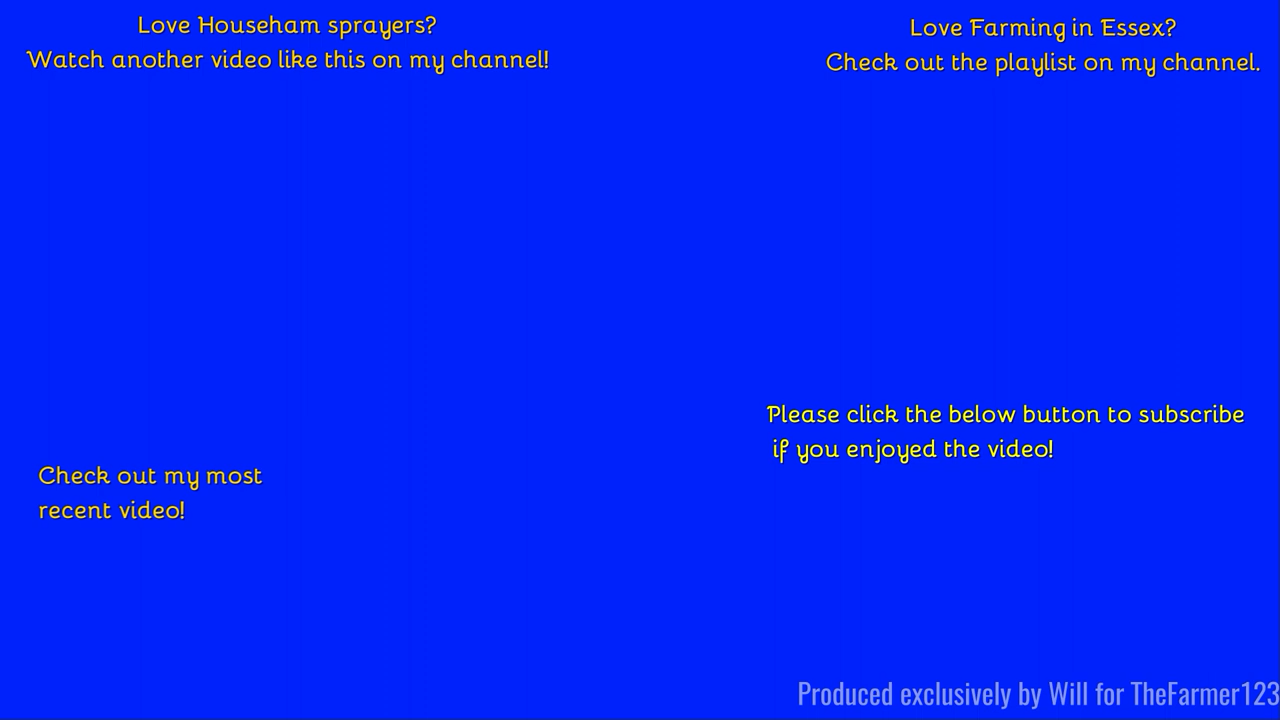 Love Househam sprayers?
Watch another video like this on my channel!
Love Farming in Essex?
Check out the playlist on my channel.
Please click the below button to subscribe
if you enjoyed the video!
Check out my most
recent video!
Produced exclusively by Will for TheFarmer123